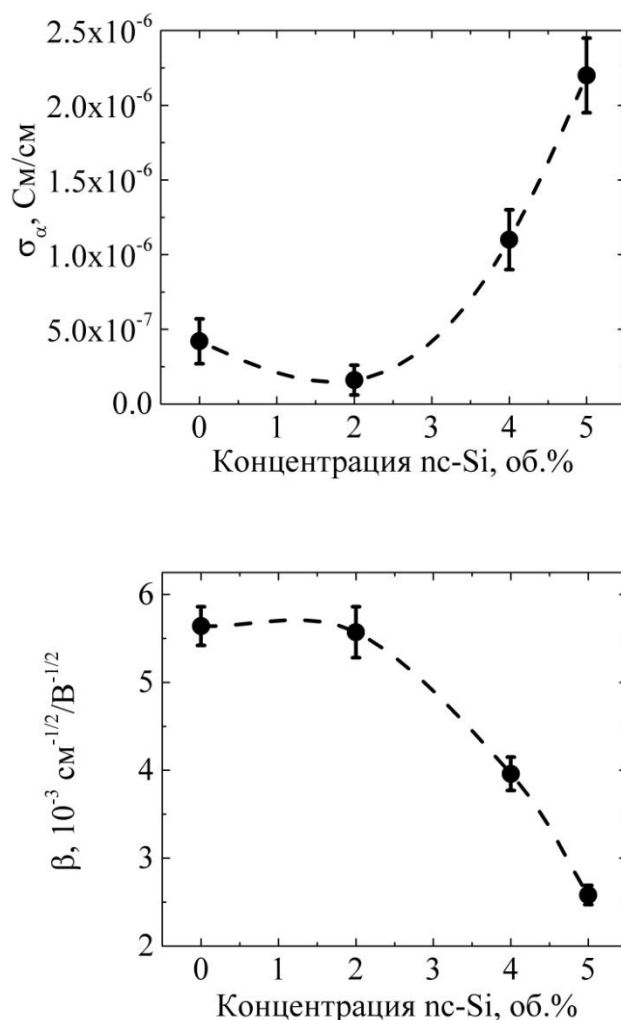 2.5x10⁻⁶
2.0x10⁻⁶
1.5x10⁻⁶
1.0x10⁻⁶
5.0x10⁻⁷
0.0
σα, См/см
0 1 2 3 4 5
Концентрация nc-Si, об.%
6
5
4
3
2
β, 10⁻³ см⁻¹/²/В⁻¹/²
0 1 2 3 4 5
Концентрация nc-Si, об.%